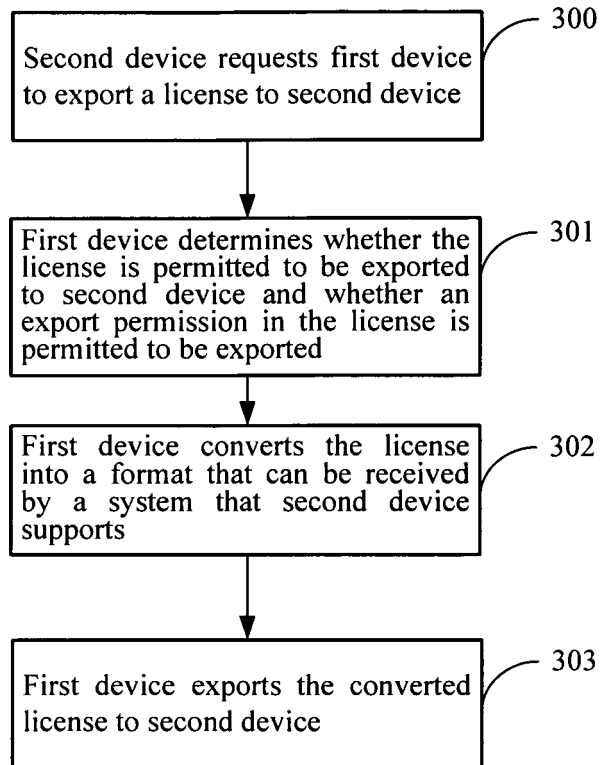 300
Second device requests first device
to export a license to second device
301
First device determines whether the
license is permitted to be exported
to second device and whether an
export permission in the license is
permitted to be exported
302
First device converts the license
into a format that can be received
by a system that second device
supports
303
First device exports the converted
license to second device